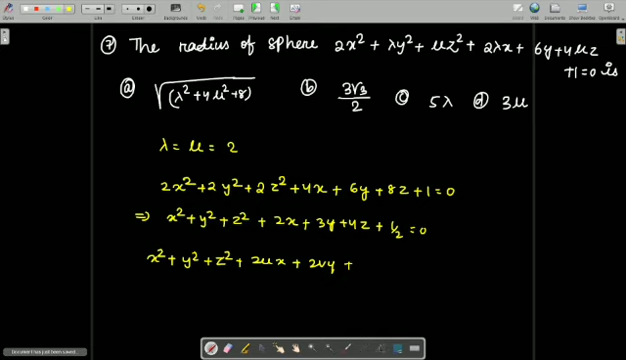 ⑦ The radius of sphere 2x² + λy² + μz² + 2λx + 6y + 4μz
+1=0 is
ⓐ √(λ²+4μ²+8) ⓑ 3√3/2 ⓒ 5λ ⓓ 3μ
λ = μ = 2
2x²+2y²+2z²+4x+6y+8z+1=0
⇒ x²+y²+z²+2x+3y+4z+1/2=0
x²+y²+z²+2ux+2vy+